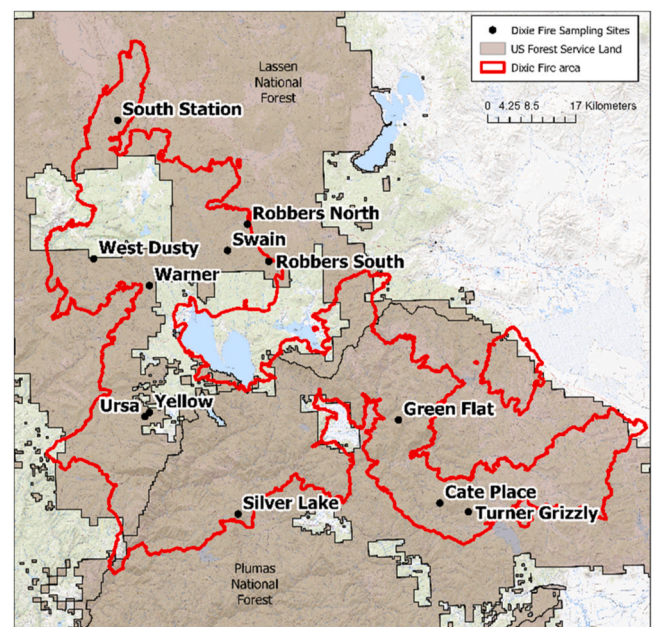 Dixie Fire Sampling Sites
US Forest Service Land
Dixie Fire area
0 4.25 8.5 17 Kilometers
Lassen
National
Forest
South Station
Robbers North
Swain
West Dusty
Robbers South
Warner
Ursa
Yellow
Green Flat
Cate Place
Silver Lake
Turner Grizzly
Plumas
National
Forest